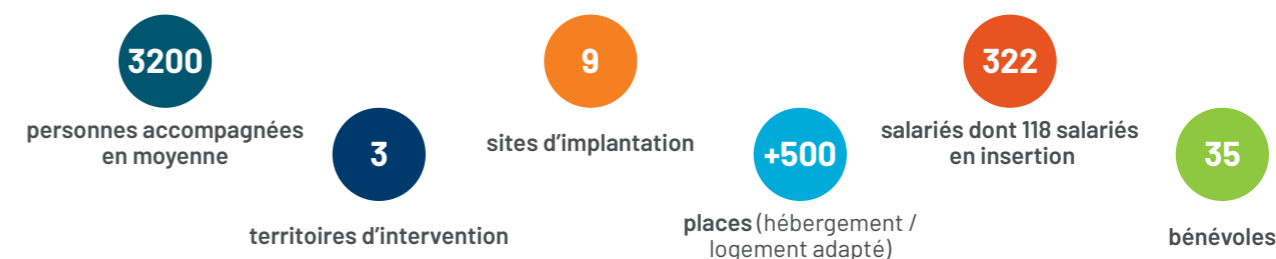 3200
personnes accompagnées
en moyenne
3
territoires d'intervention
9
sites d'implantation
+500
places (hébergement /
logement adapté)
322
salariés dont 118 salariés
en insertion
35
bénévoles